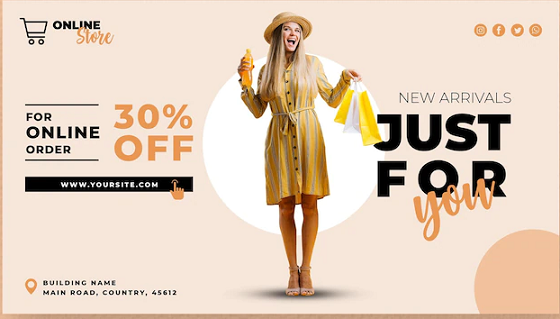 ONLINE
Store
FOR
ONLINE
ORDER
30%
OFF
WWW.YOURSITE.COM
NEW ARRIVALS
JUST
FOR
you
BUILDING NAME
MAIN ROAD, COUNTRY, 45612